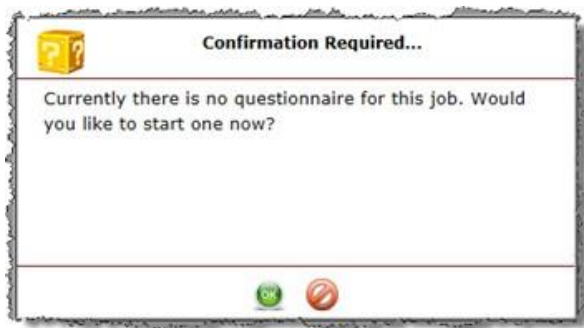 ? ?
Confirmation Required...
Currently there is no questionnaire for this job. Would
you like to start one now?
OK